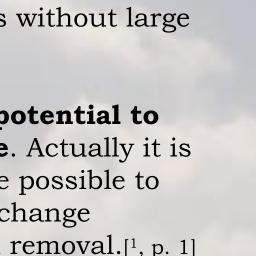 s without large
potential to
e. Actually it is
e possible to
change
removal.[¹, p. 1]